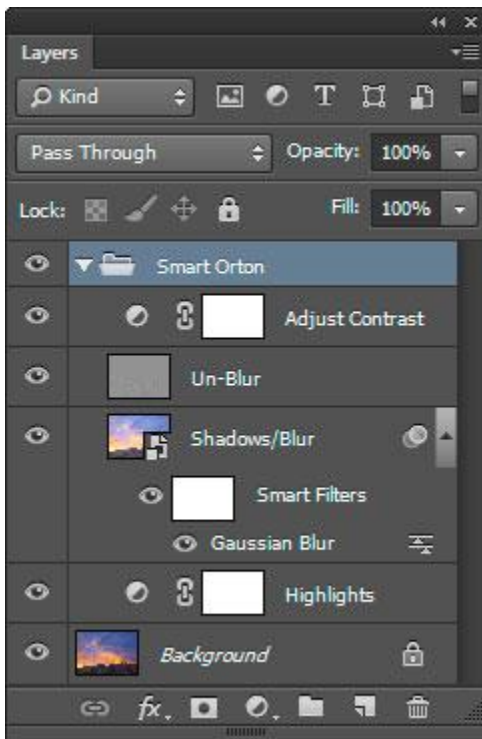 Layers
Kind
T
Pass Through Opacity: 100%
Lock: Fill: 100%
Smart Orton
Adjust Contrast
Un-Blur
Shadows/Blur
Smart Filters
Gaussian Blur
Highlights
Background
fx.